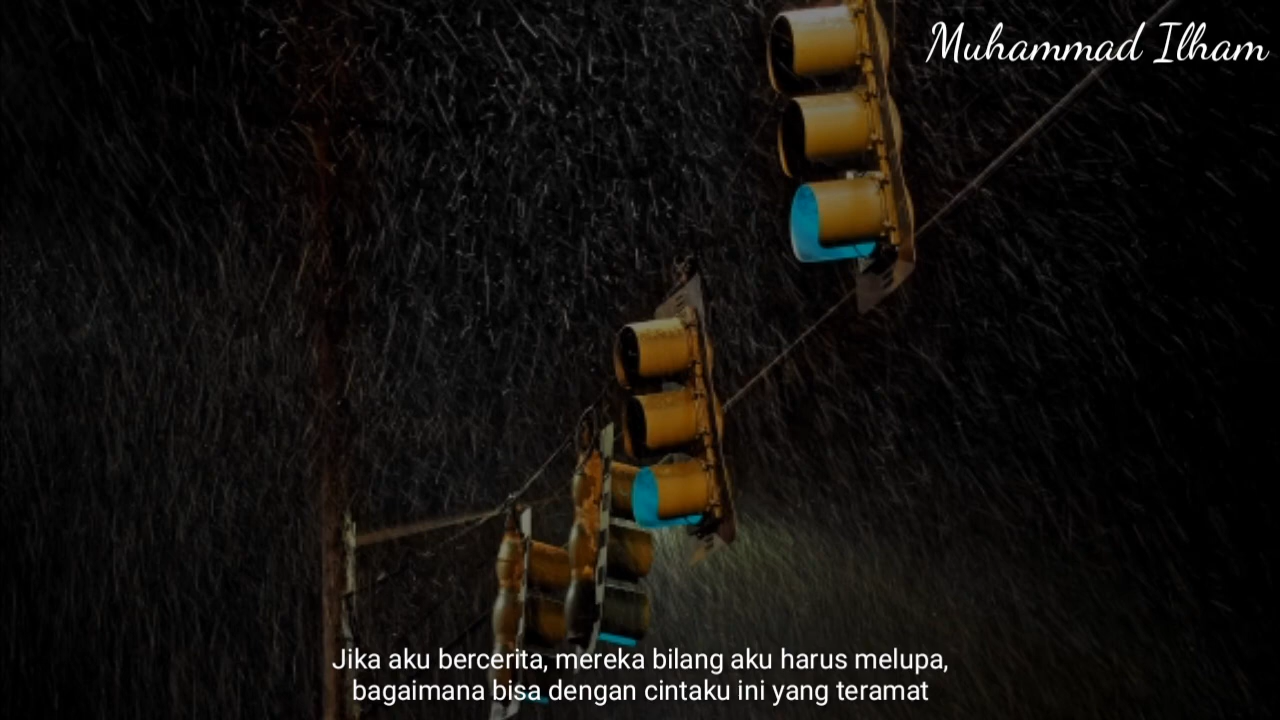 Muhammad Ilham
Jika aku bercerita, mereka bilang aku harus melupa,
bagaimana bisa dengan cintaku ini yang teramat